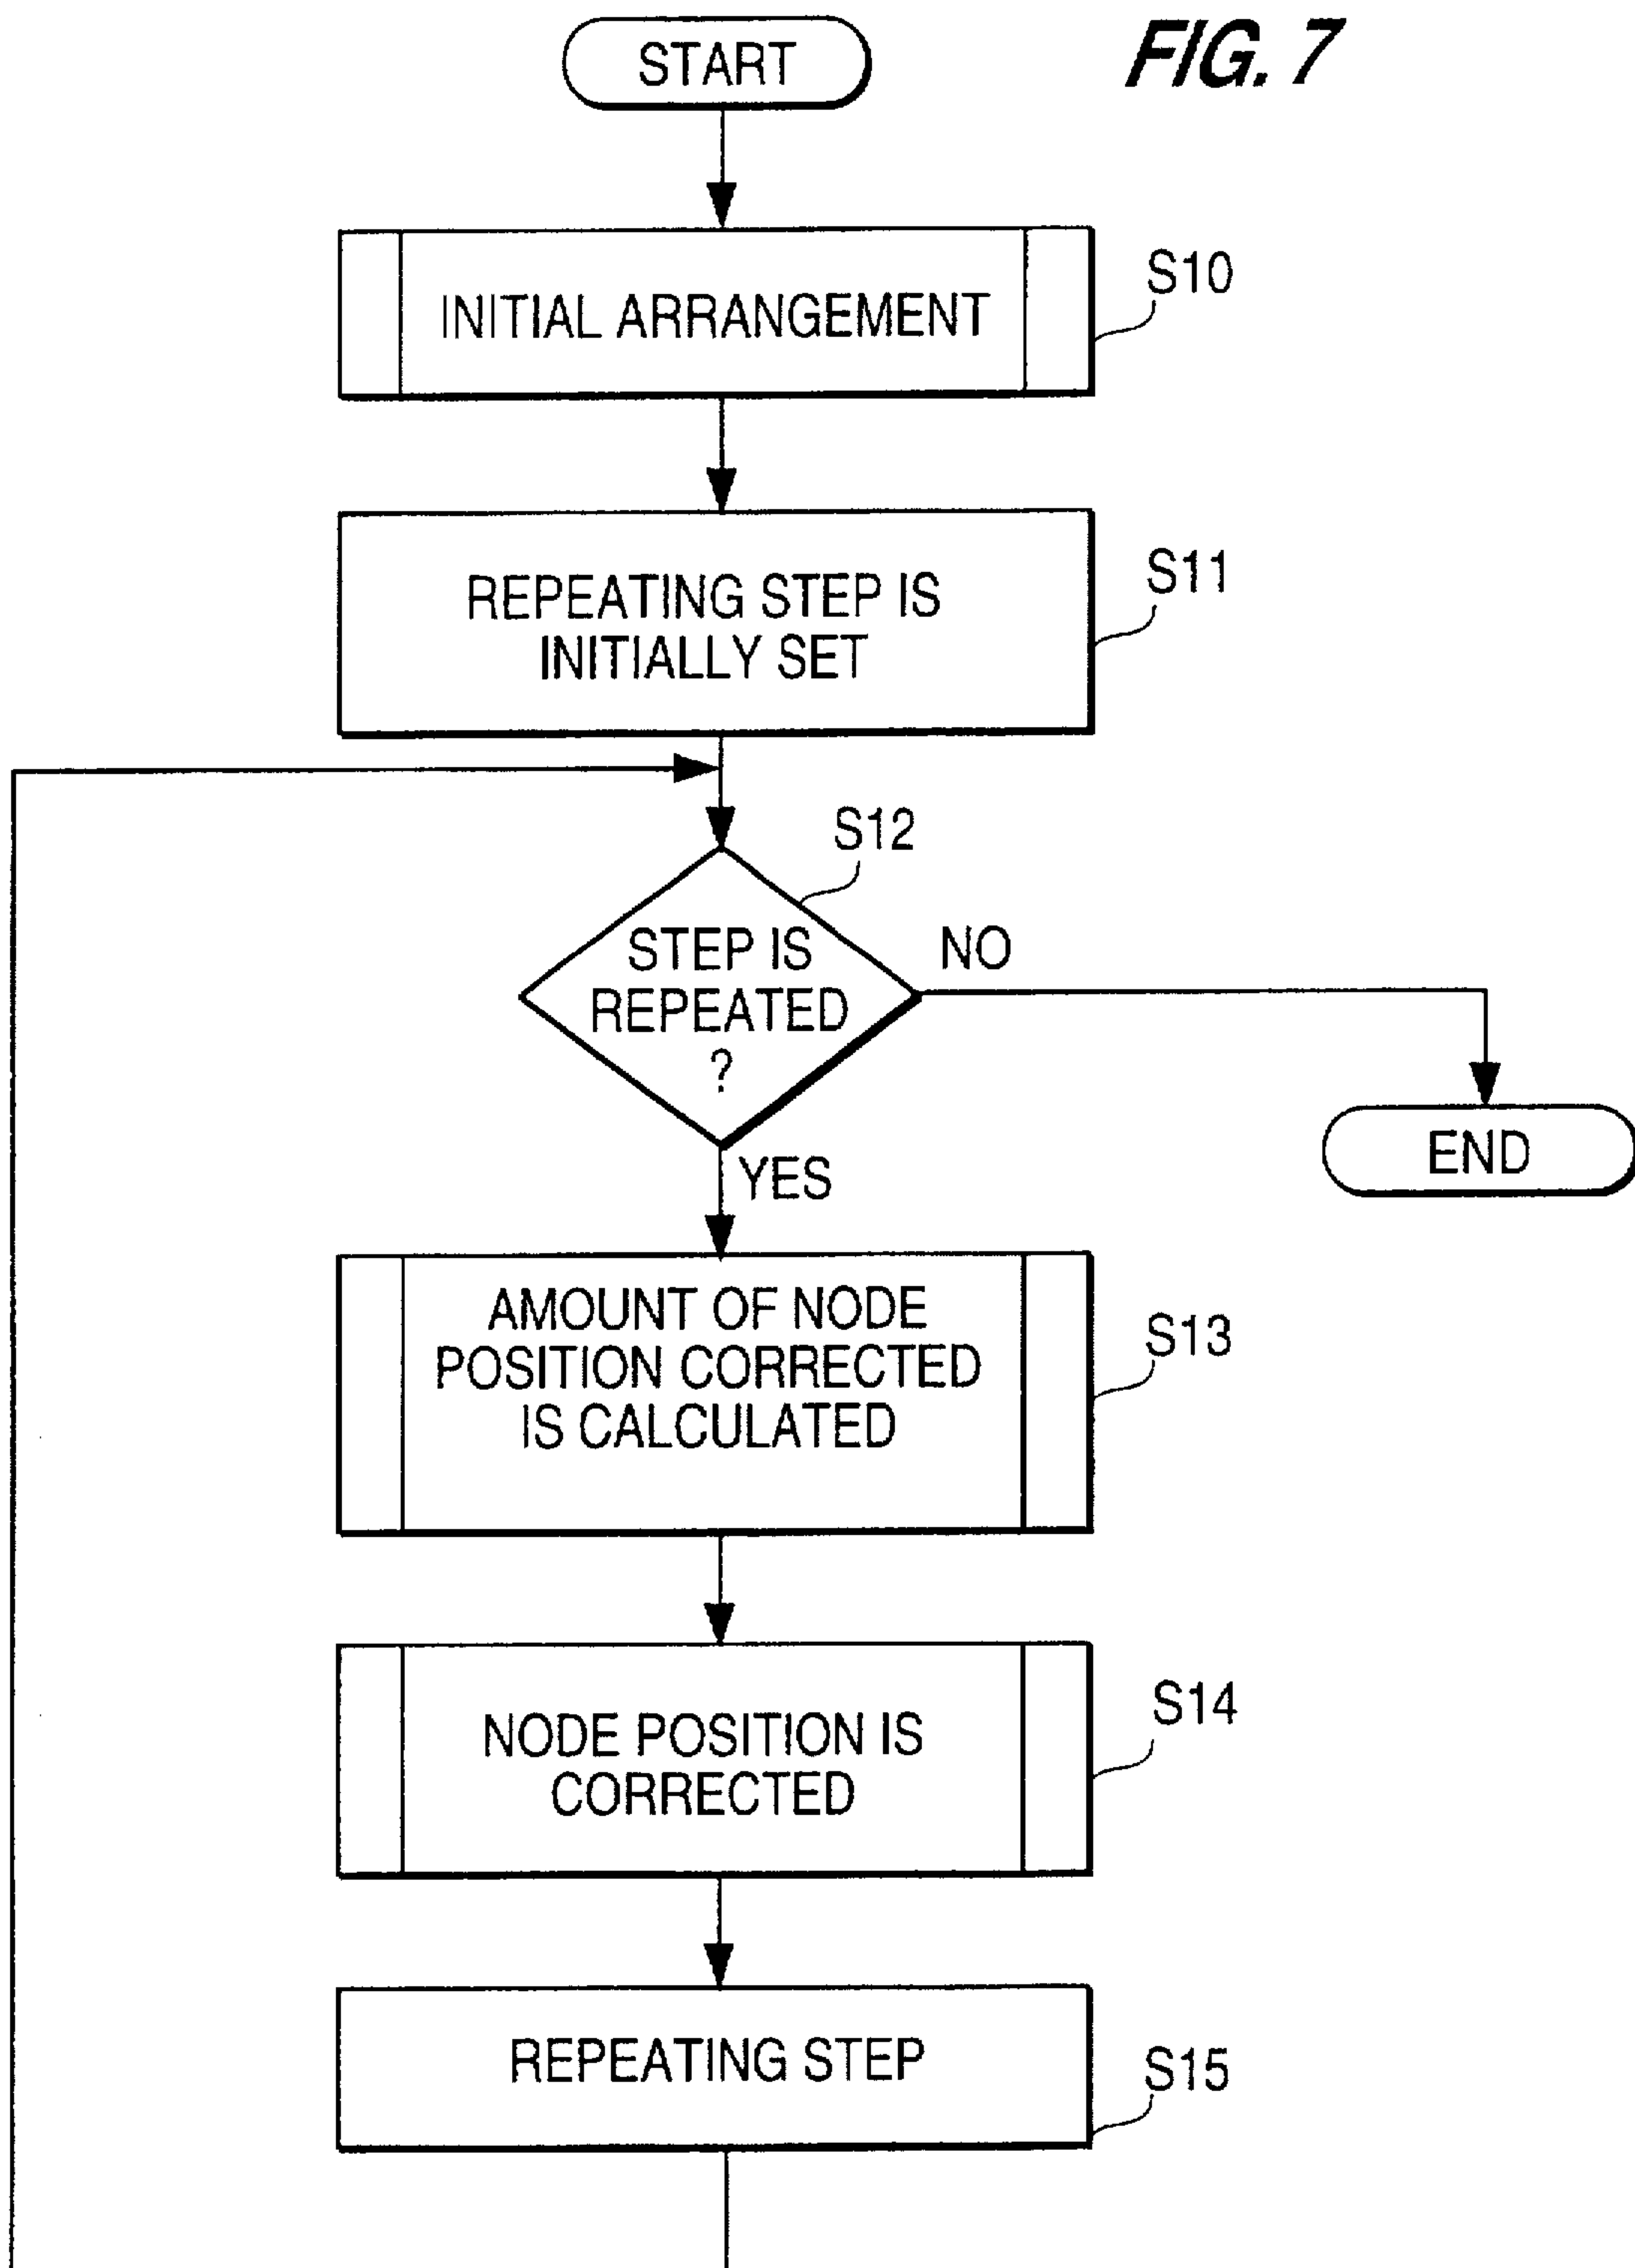 FIG. 7
START
INITIAL ARRANGEMENT
S10
REPEATING STEP IS
INITIALLY SET
S11
S12
STEP IS
REPEATED
?
NO
END
YES
AMOUNT OF NODE
POSITION CORRECTED
IS CALCULATED
S13
NODE POSITION IS
CORRECTED
S14
REPEATING STEP
S15